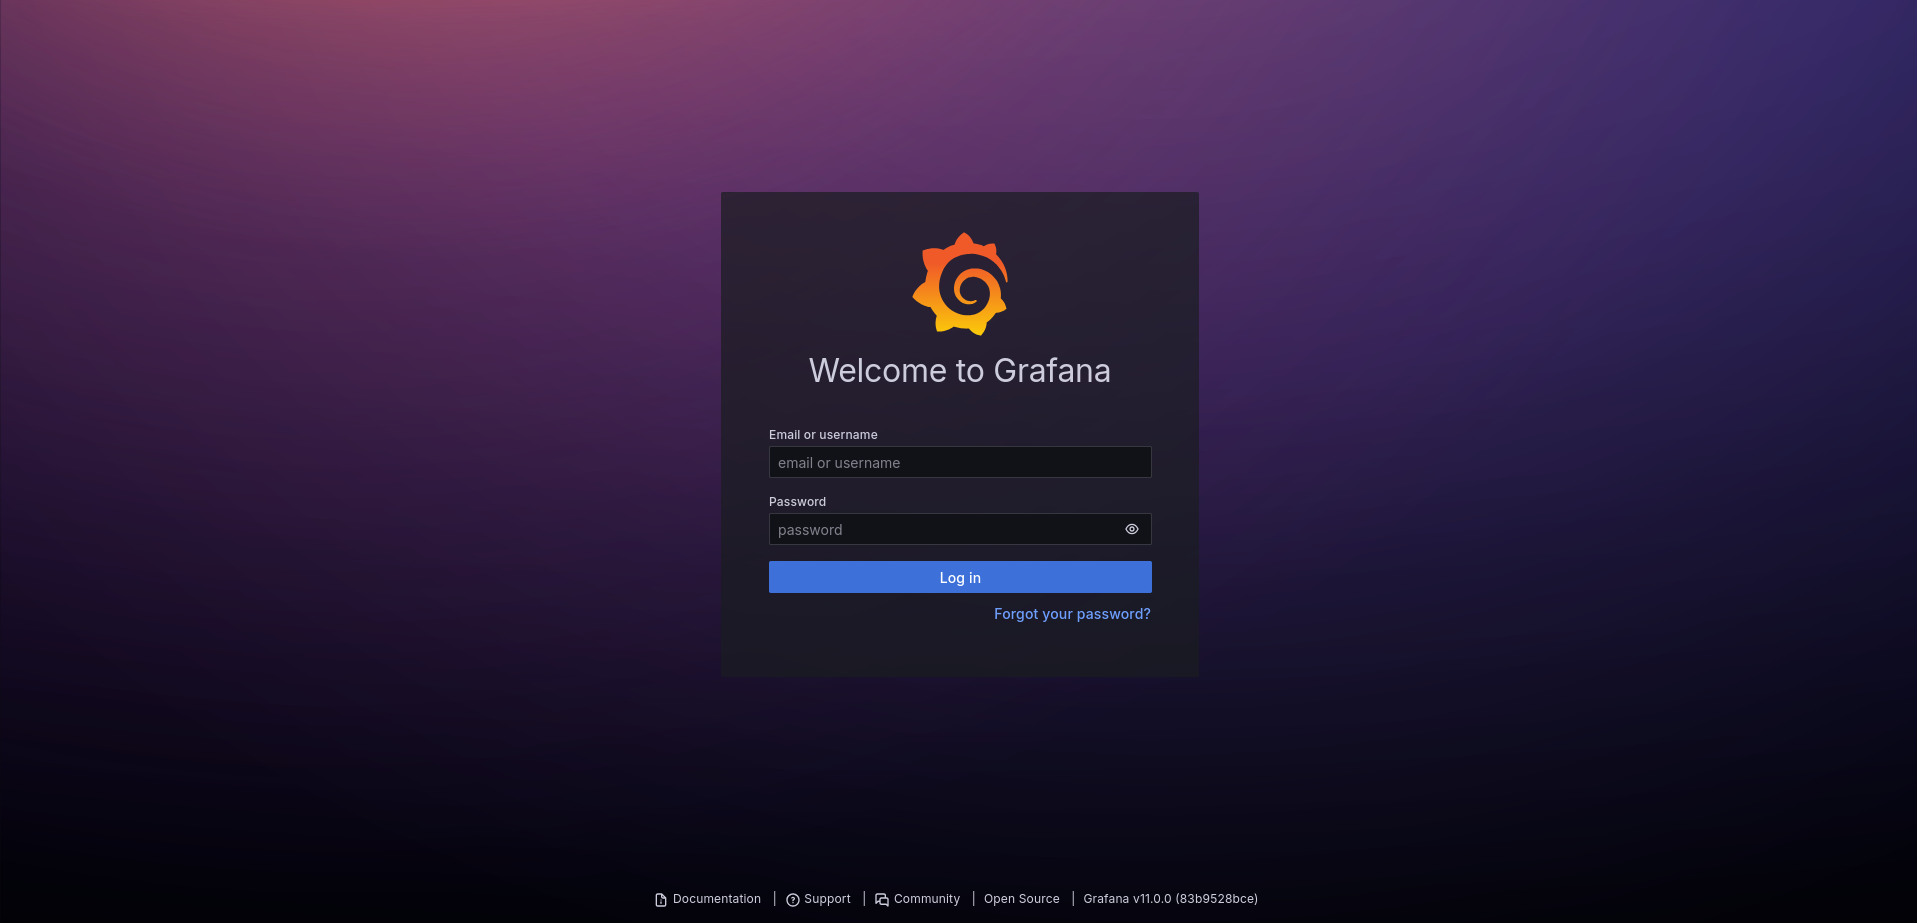 Welcome to Grafana
Email or username
email or username
Password
password
Log in
Forgot your password?
Documentation | Support | Community | Open Source | Grafana v11.0.0 (83b9528bce)